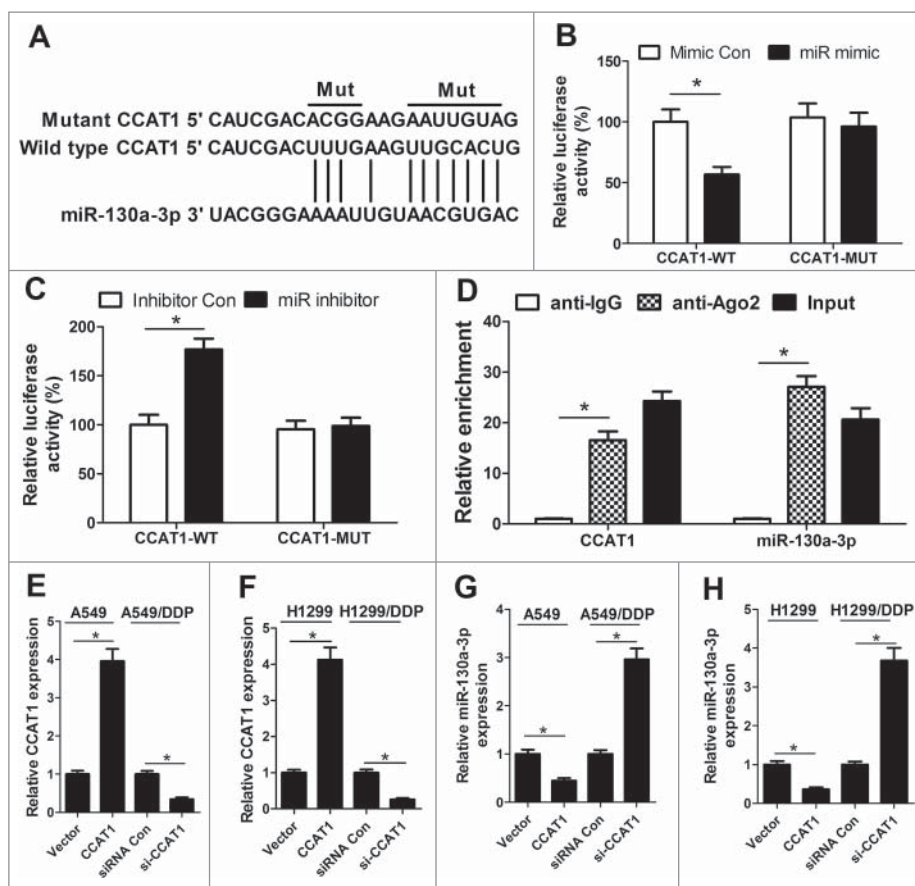 A
Mut Mut
Mutant CCAT1 5' CAUCGACACGGAAGAAUUGUAG
Wild type CCAT1 5' CAUCGACUUUGAAGUUGCACUG
miR-130a-3p 3' UACGGGAAAAUUGUAACGUGAC
B
Mimic Con miR mimic
Relative luciferase activity (%)
150
100
50
0
*
CCAT1-WT CCAT1-MUT
C
Inhibitor Con miR inhibitor
Relative luciferase activity (%)
200
150
100
50
0
*
CCAT1-WT CCAT1-MUT
D
anti-IgG anti-Ago2 Input
Relative enrichment
40
30
20
10
0
* *
CCAT1 miR-130a-3p
E
A549 A549/DDP
Relative CCAT1 expression
5
4
3
2
1
0
* *
Vector CCAT1 siRNA Con si-CCAT1
F
H1299 H1299/DDP
Relative CCAT1 expression
5
4
3
2
1
0
* *
Vector CCAT1 siRNA Con si-CCAT1
G
A549 A549/DDP
Relative miR-130a-3p expression
4
3
2
1
0
* *
Vector CCAT1 siRNA Con si-CCAT1
H
H1299 H1299/DDP
Relative miR-130a-3p expression
5
4
3
2
1
0
* *
Vector CCAT1 siRNA Con si-CCAT1